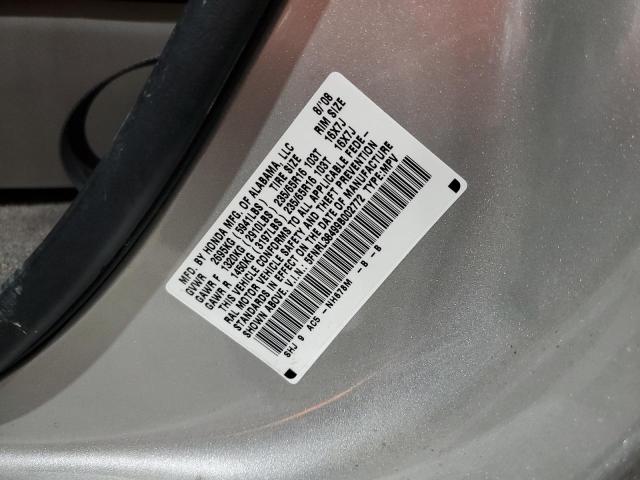 MFD. BY HONDA MFG. OF ALABAMA, LLC 8/'08
GVWR 2695KG (5941LBS) TIRE SIZE RIM SIZE
GAWR F 1320KG (2910LBS) 235/65R16 103T 16X7J
GAWR R 1450KG (3197LBS) 235/65R16 103T 16X7J
THIS VEHICLE CONFORMS TO ALL APPLICABLE FEDE-
RAL MOTOR VEHICLE SAFETY AND THEFT PREVENTION
STANDARDS IN EFFECT ON THE DATE OF MANUFACTURE
SHOWN ABOVE. V.I.N.: TYPE:MPV
SHJ 9 AC5 -NH678M -B -B